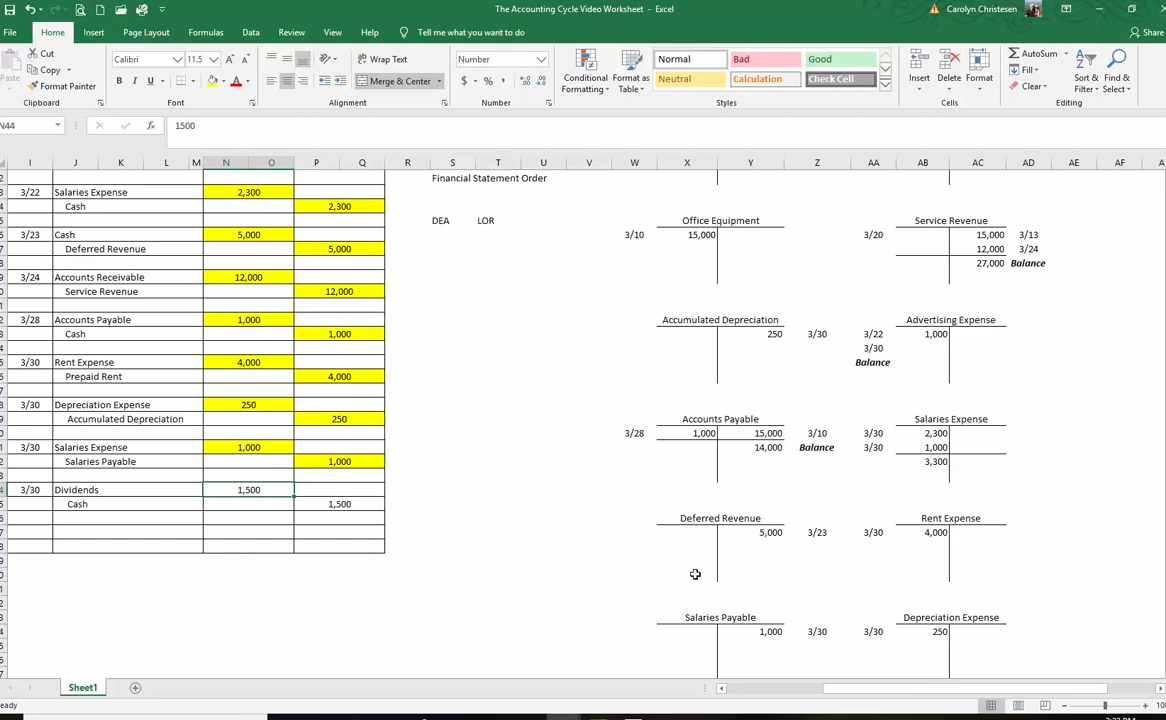 The Accounting Cycle Video Worksheet - Excel
Carolyn Christesen
File Home Insert Page Layout Formulas Data Review View Help Tell me what you want to do Share
Cut
Copy
Paste
Format Painter
Clipboard
Calibri 11.5
B I U
Font
Wrap Text
Merge & Center
Alignment
Number
$ % ,
Number
Conditional Formatting
Format as Table
Normal Bad Good
Neutral Calculation Check Cell
Styles
Insert Delete Format
Cells
AutoSum
Fill
Clear
Sort & Filter
Find & Select
Editing
N44 fx 1500
I J K L M N O P Q R S T U V W X Y Z AA AB AC AD AE AF AG
3/22 Salaries Expense 2,300
Cash 2,300
3/23 Cash 5,000
Deferred Revenue 5,000
3/24 Accounts Receivable 12,000
Service Revenue 12,000
3/28 Accounts Payable 1,000
Cash 1,000
3/30 Rent Expense 4,000
Prepaid Rent 4,000
3/30 Depreciation Expense 250
Accumulated Depreciation 250
3/30 Salaries Expense 1,000
Salaries Payable 1,000
3/30 Dividends 1,500
Cash 1,500
Financial Statement Order
DEA LOR
Office Equipment
3/10 15,000
Accumulated Depreciation
250 3/30
Accounts Payable
3/28 1,000 15,000 3/10
14,000 Balance
Deferred Revenue
5,000 3/23
Salaries Payable
1,000 3/30
Service Revenue
3/20 15,000 3/13
12,000 3/24
27,000 Balance
Advertising Expense
3/22 1,000
3/30
Balance
Salaries Expense
3/30 2,300
3/30 1,000
3,300
Rent Expense
3/30 4,000
Depreciation Expense
3/30 250
Sheet1